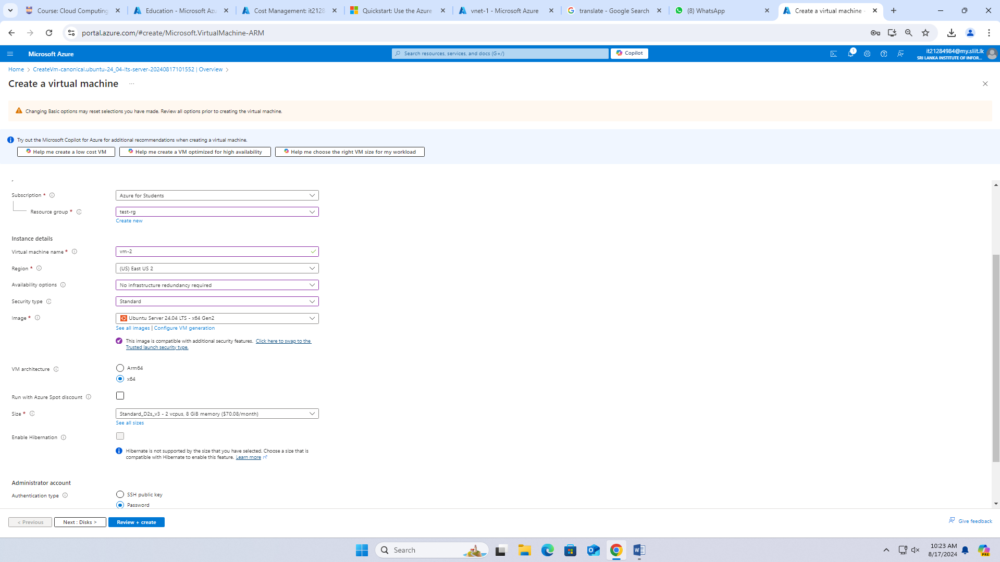 Course: Cloud Computing
Education - Microsoft Azu
Cost Management: it2128
Quickstart: Use the Azure
vnet-1 - Microsoft Azure
translate - Google Search
(8) WhatsApp
Create a virtual machine -
portal.azure.com/#create/Microsoft.VirtualMachine-ARM
Microsoft Azure
Search resources, services, and docs (G+/)
Copilot
1
it21284984@my.sliit.lk
SRI LANKA INSTITUTE OF INFOR...
Home > CreateVm-canonical.ubuntu-24_04-lts-server-20240817101552 | Overview >
Create a virtual machine ...
Changing Basic options may reset selections you have made. Review all options prior to creating the virtual machine.
Try out the Microsoft Copilot for Azure for additional recommendations when creating a virtual machine.
Help me create a low cost VM
Help me create a VM optimized for high availability
Help me choose the right VM size for my workload
Subscription *
Azure for Students
Resource group *
test-rg
Create new
Instance details
Virtual machine name *
vm-2
Region *
(US) East US 2
Availability options
No infrastructure redundancy required
Security type
Standard
Image *
Ubuntu Server 24.04 LTS - x64 Gen2
See all images | Configure VM generation
This image is compatible with additional security features. Click here to swap to the
Trusted launch security type.
VM architecture
Arm64
x64
Run with Azure Spot discount
Size *
Standard_D2s_v3 - 2 vcpus, 8 GiB memory ($70.08/month)
See all sizes
Enable Hibernation
Hibernate is not supported by the size that you have selected. Choose a size that is
compatible with Hibernate to enable this feature. Learn more
Administrator account
Authentication type
SSH public key
Password
< Previous
Next : Disks >
Review + create
Give feedback
Search
10:23 AM
8/17/2024
PRE